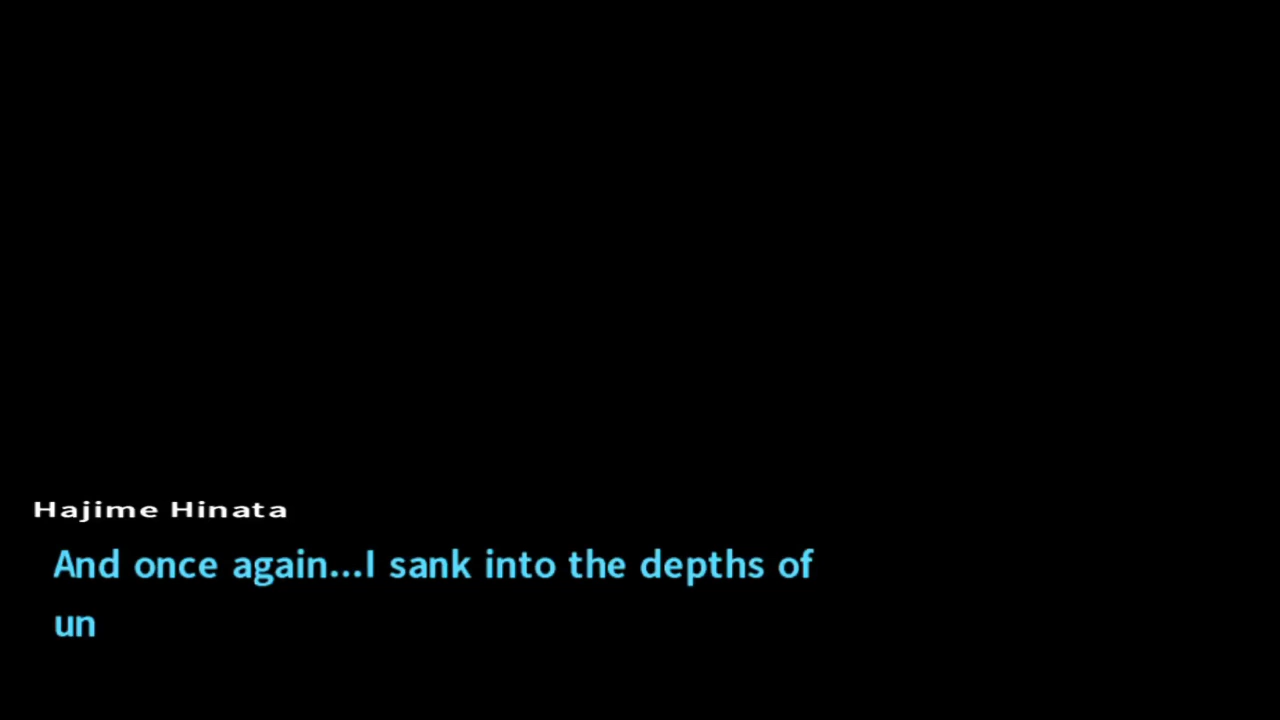 Hajime Hinata
And once again...I sank into the depths of
un